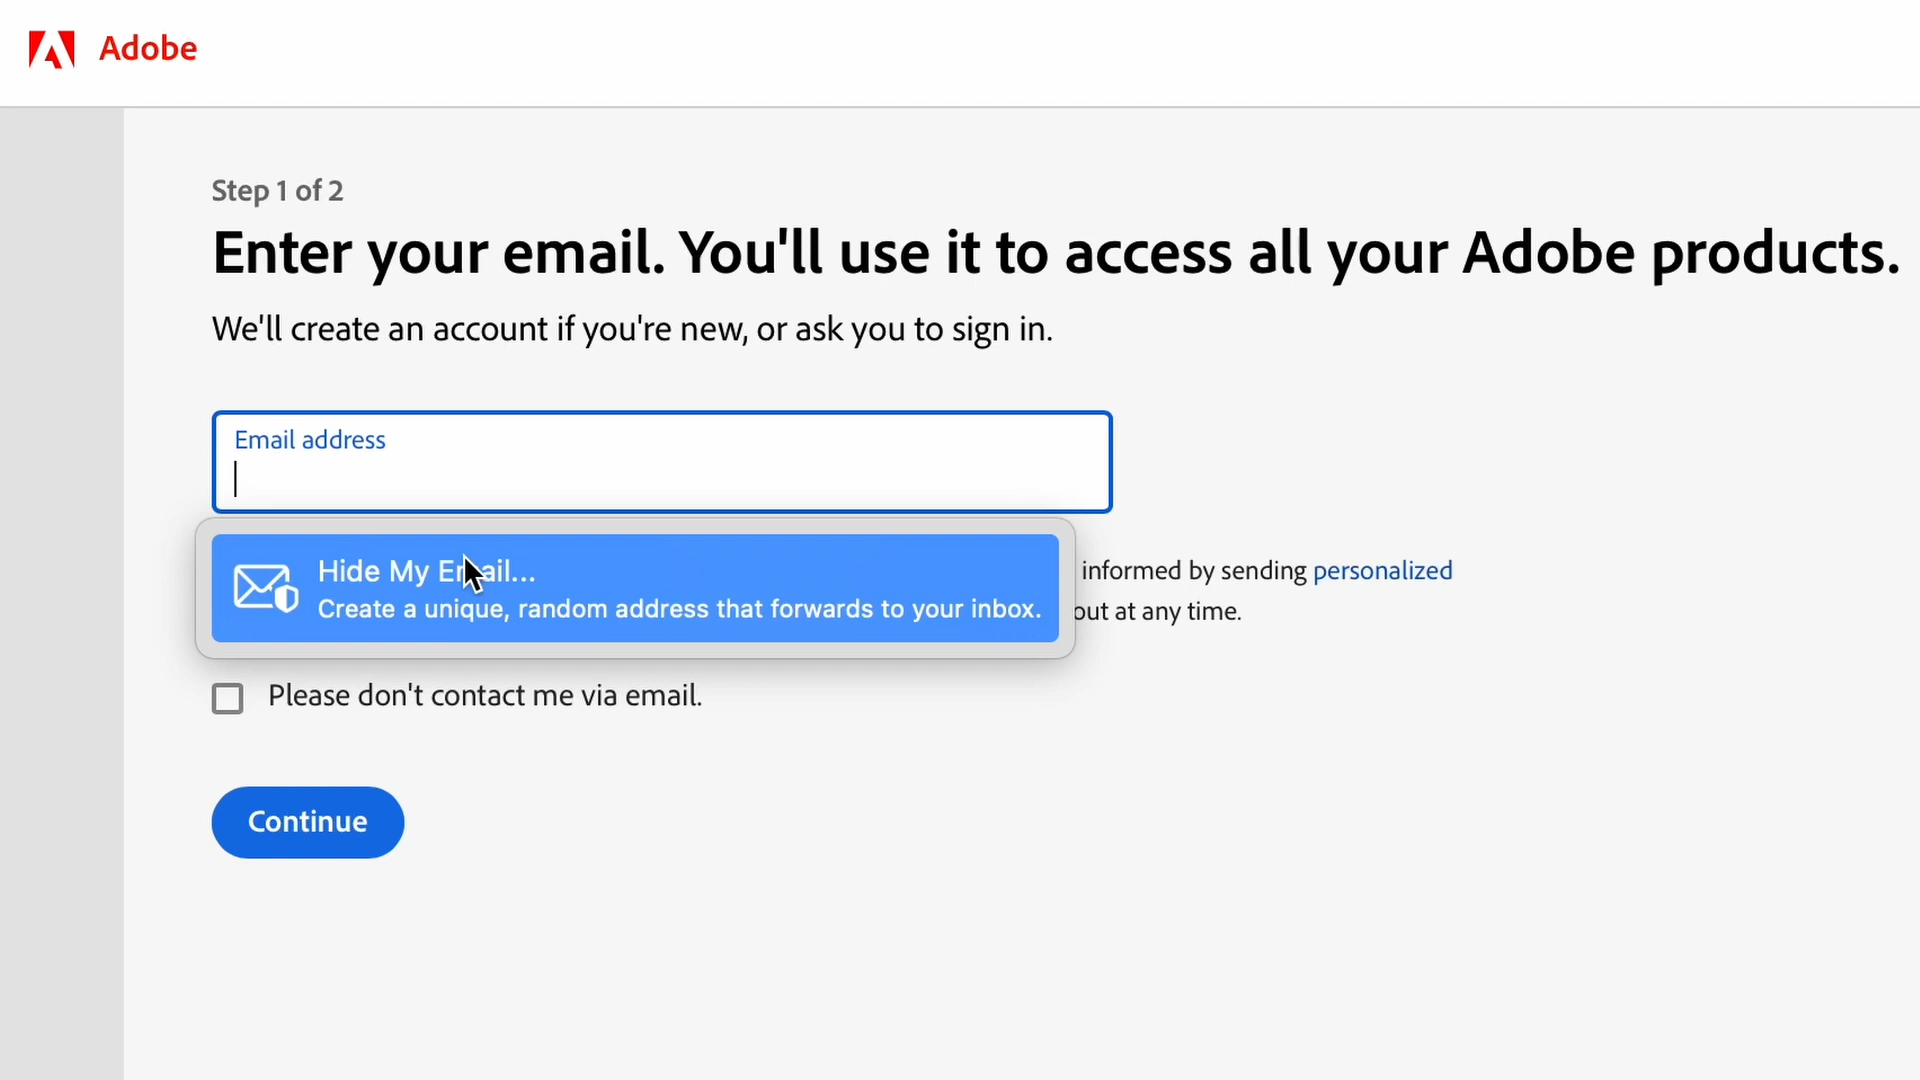 Adobe
Step 1 of 2
Enter your email. You'll use it to access all your Adobe products.
We'll create an account if you're new, or ask you to sign in.
Email address
Hide My Email...
Create a unique, random address that forwards to your inbox.
informed by sending personalized
out at any time.
Please don't contact me via email.
Continue